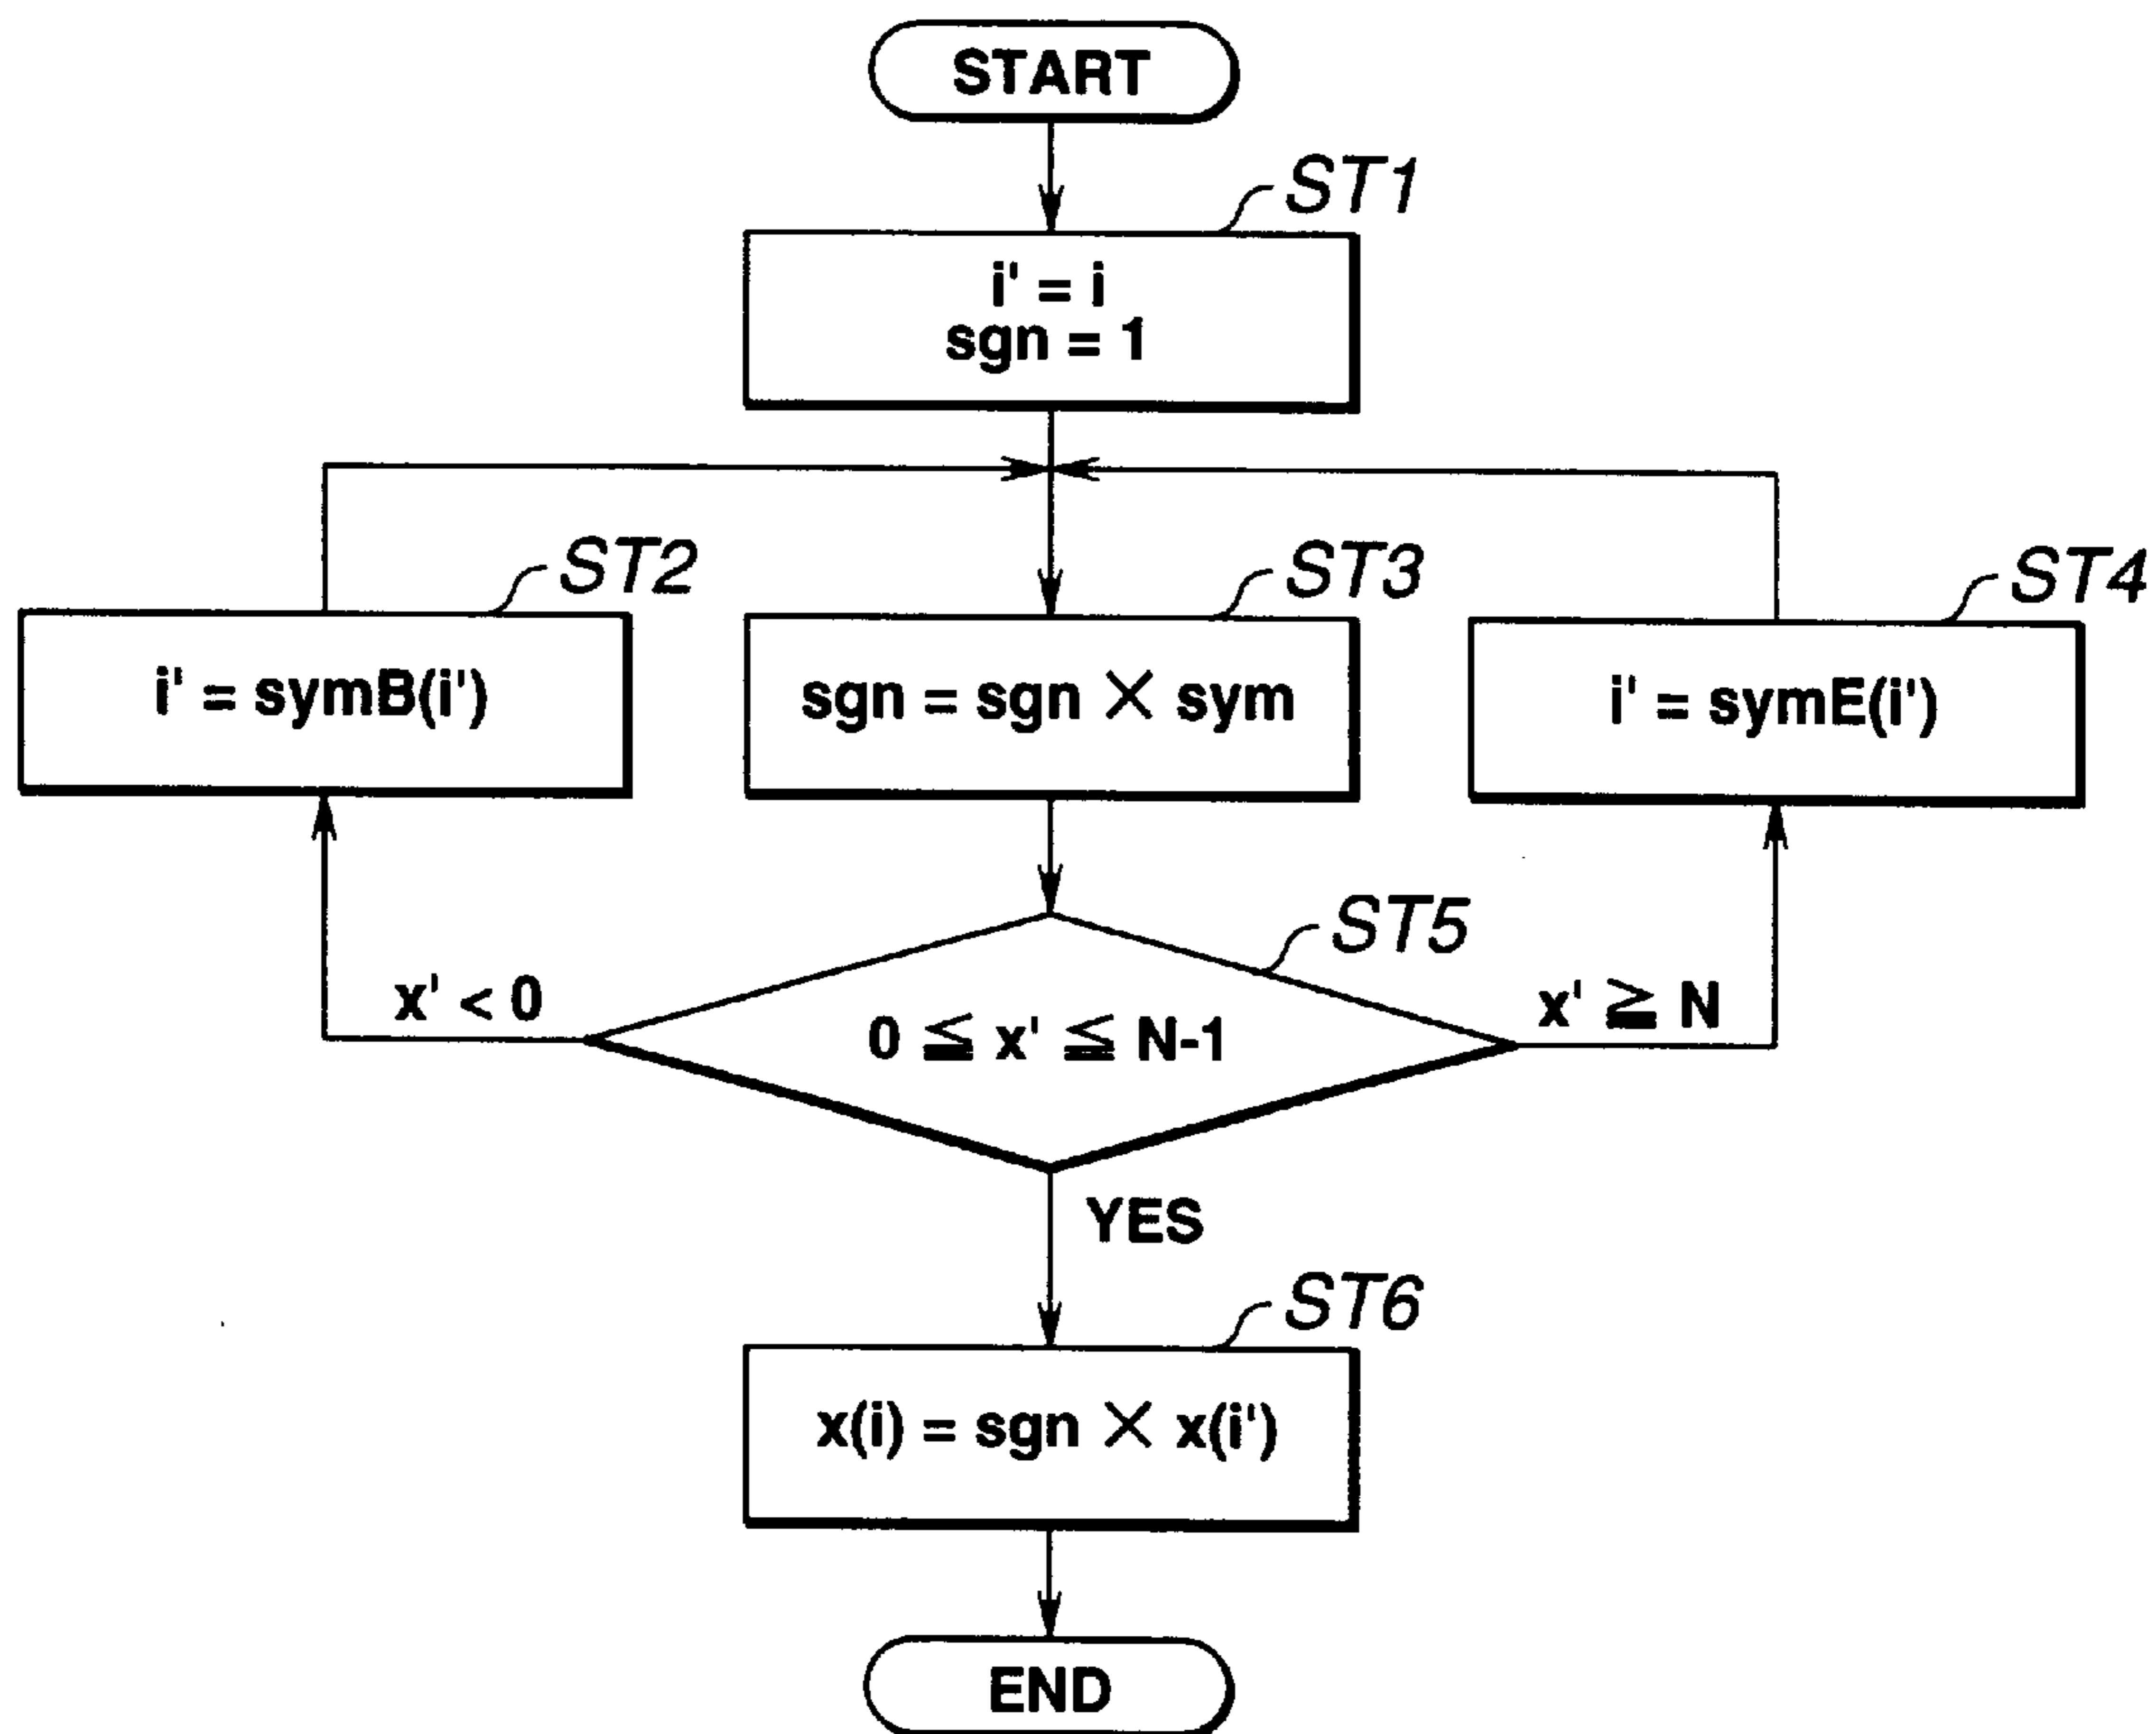 START
ST1
i' = i
sgn = 1
ST2
ST3
ST4
i' = symB(i')
sgn = sgn × sym
i' = symE(i')
ST5
x' < 0
0 ≦ x' ≦ N-1
x' ≧ N
YES
ST6
x(i) = sgn × x(i')
END